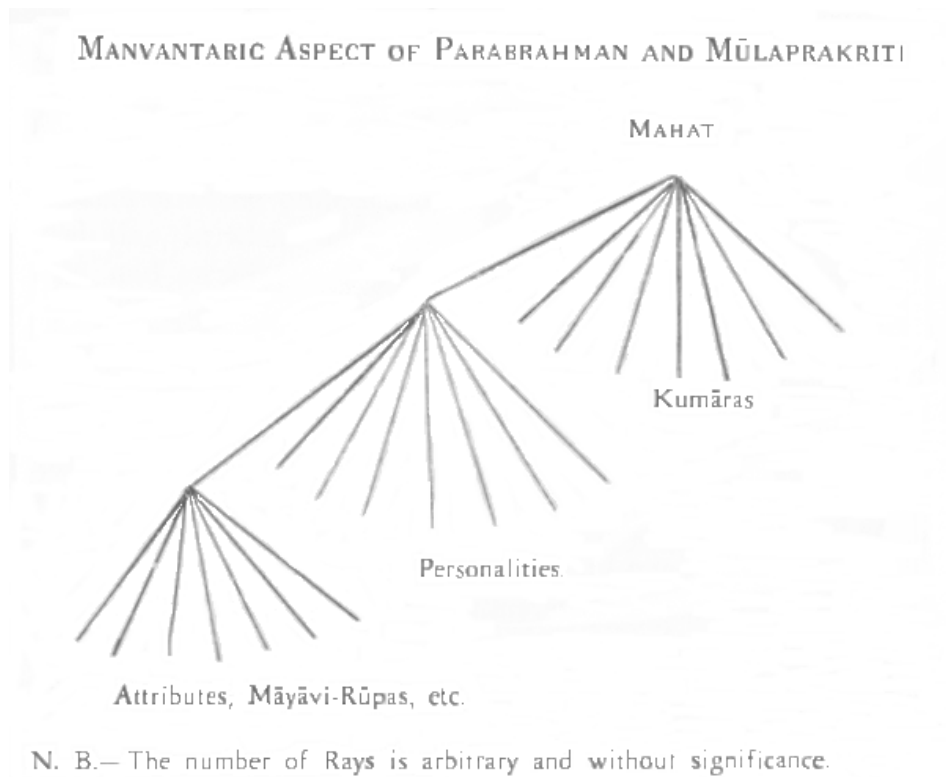 MANVANTARIC ASPECT OF PARABRAHMAN AND MŪLAPRAKRITI
MAHAT
Kumāras
Personalities.
Attributes, Māyāvi-Rūpas, etc.
N. B.— The number of Rays is arbitrary and without significance.